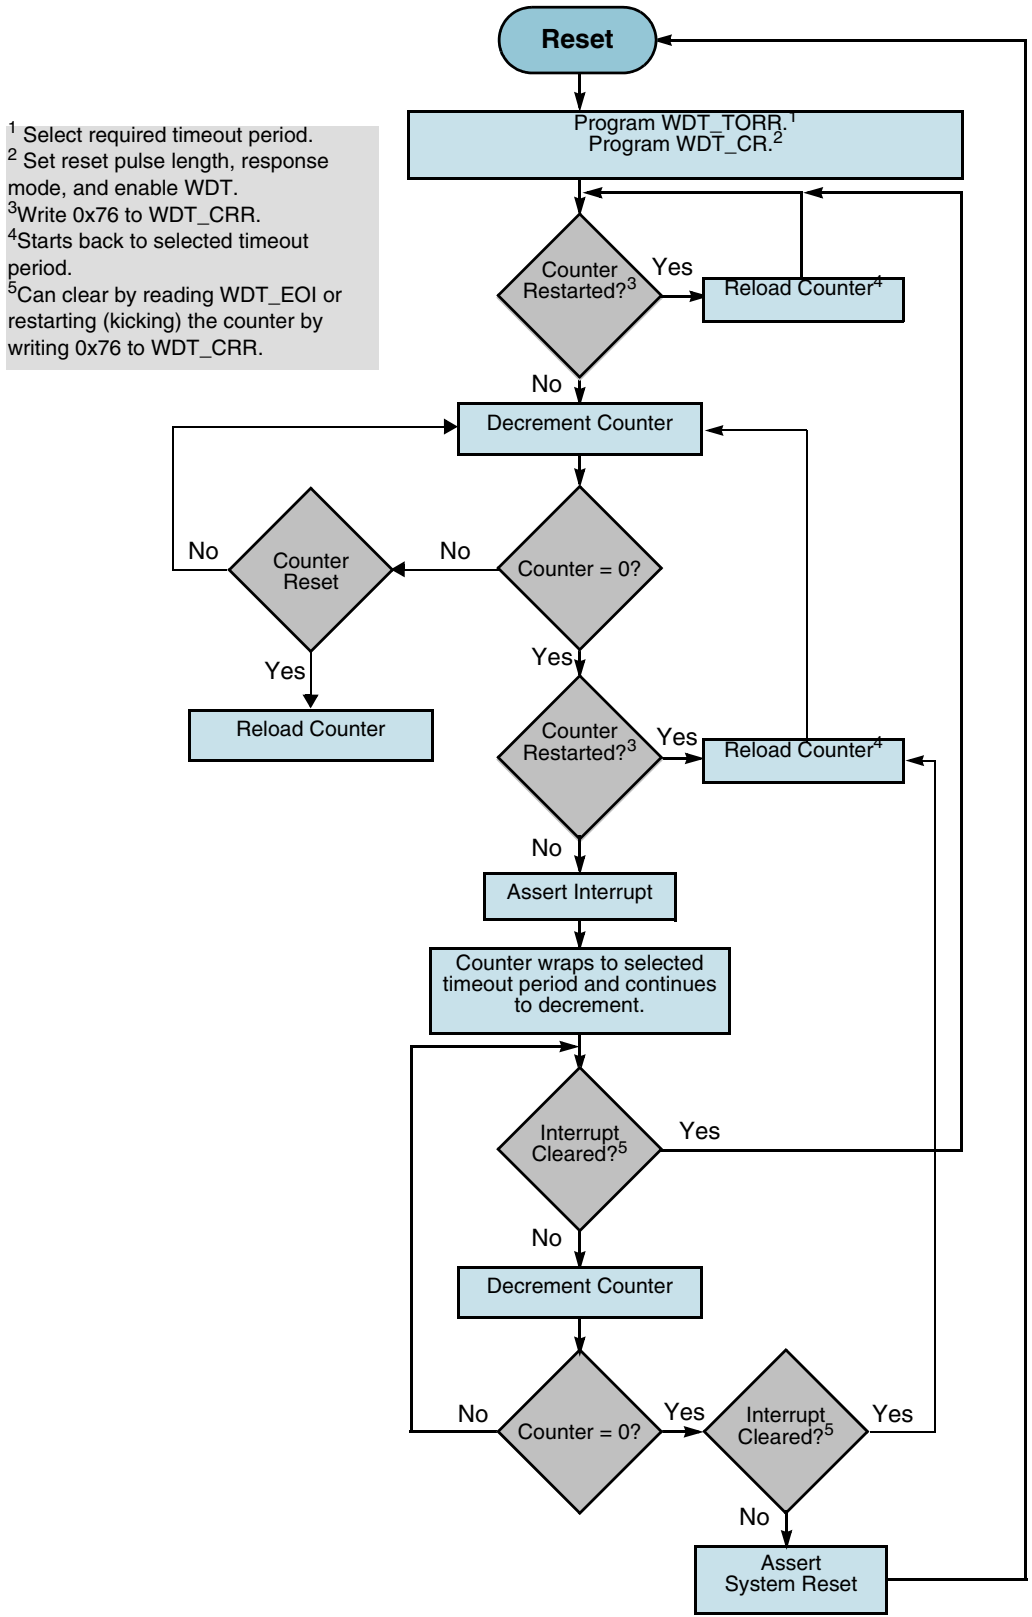 Reset
Program WDT_TORR.1
Program WDT_CR.2
1 Select required timeout period.
2 Set reset pulse length, response
mode, and enable WDT.
3Write 0x76 to WDT_CRR.
4Starts back to selected timeout
period.
5Can clear by reading WDT_EOI or
restarting (kicking) the counter by
writing 0x76 to WDT_CRR.
Counter
Restarted?3
Yes
Reload Counter4
No
Decrement Counter
Counter = 0?
No
Counter
Reset
No
Yes
Reload Counter
Yes
Counter
Restarted?3
Yes
Reload Counter4
No
Assert Interrupt
Counter wraps to selected
timeout period and continues
to decrement.
Interrupt
Cleared?5
Yes
No
Decrement Counter
Counter = 0?
No
Yes
Interrupt
Cleared?5
Yes
No
Assert
System Reset